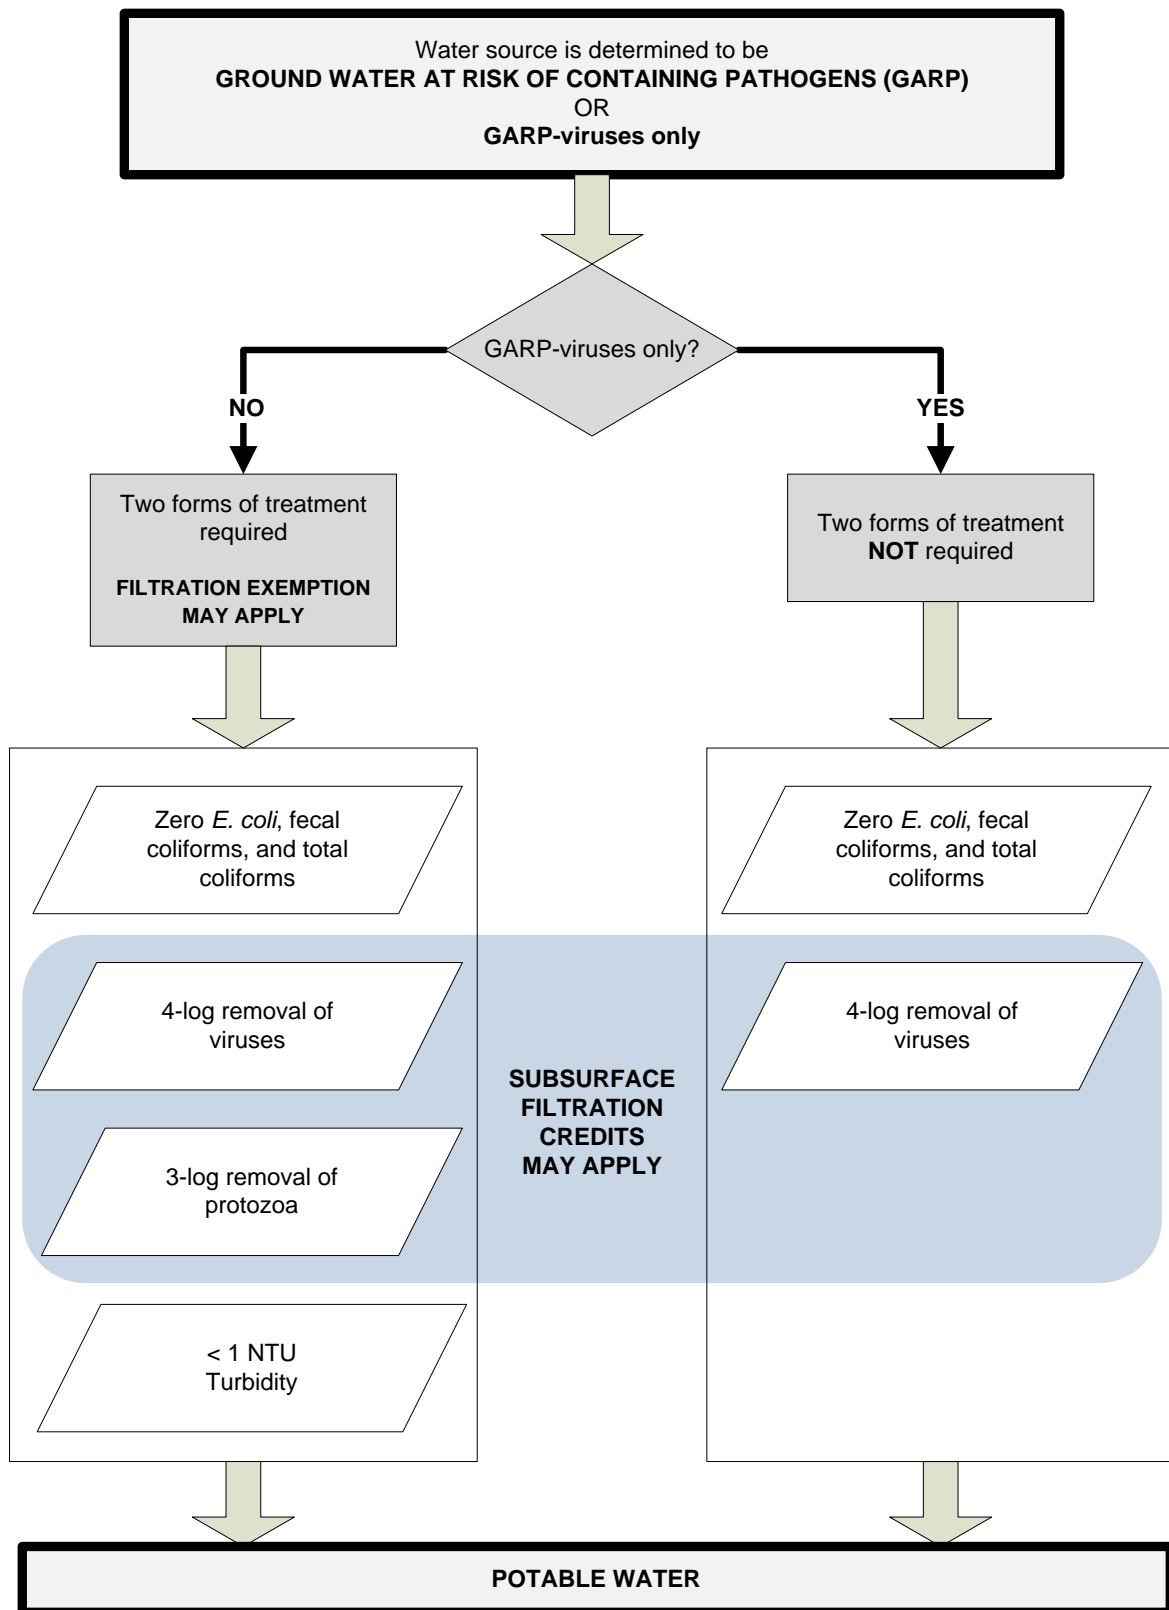 Water source is determined to be
GROUND WATER AT RISK OF CONTAINING PATHOGENS (GARP)
OR
GARP-viruses only
GARP-viruses only?
NO
YES
Two forms of treatment
required
FILTRATION EXEMPTION
MAY APPLY
Two forms of treatment
NOT required
Zero E. coli, fecal
coliforms, and total
coliforms
Zero E. coli, fecal
coliforms, and total
coliforms
4-log removal of
viruses
4-log removal of
viruses
SUBSURFACE
FILTRATION
CREDITS
MAY APPLY
3-log removal of
protozoa
< 1 NTU
Turbidity
POTABLE WATER